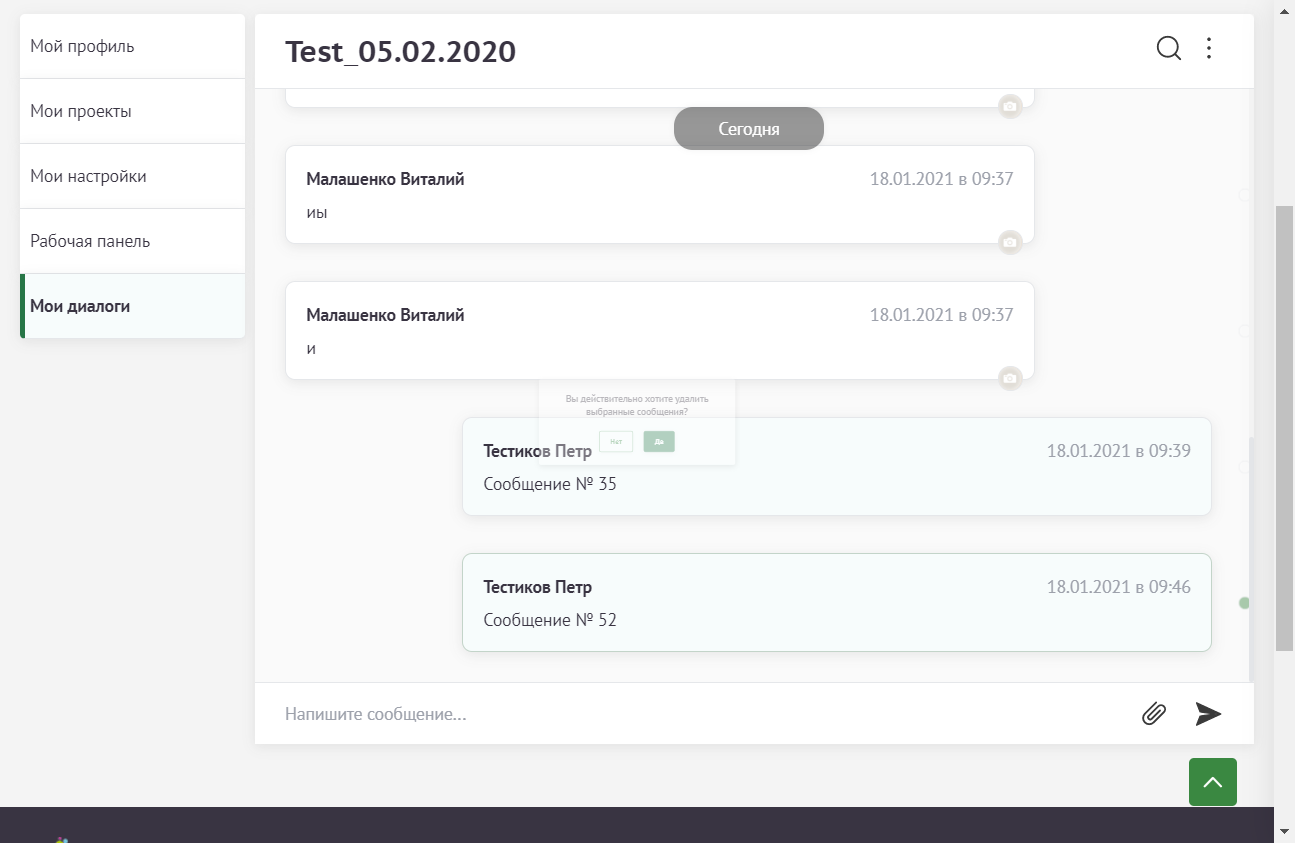 Мой профиль
Мои проекты
Мои настройки
Рабочая панель
Мои диалоги
Test_05.02.2020
Сегодня
Малашенко Виталий
18.01.2021 в 09:37
иы
Малашенко Виталий
18.01.2021 в 09:37
и
Вы действительно хотите удалить
выбранные сообщения?
Нет
Да
Тестиков Петр
18.01.2021 в 09:39
Сообщение № 35
Тестиков Петр
18.01.2021 в 09:46
Сообщение № 52
Напишите сообщение...